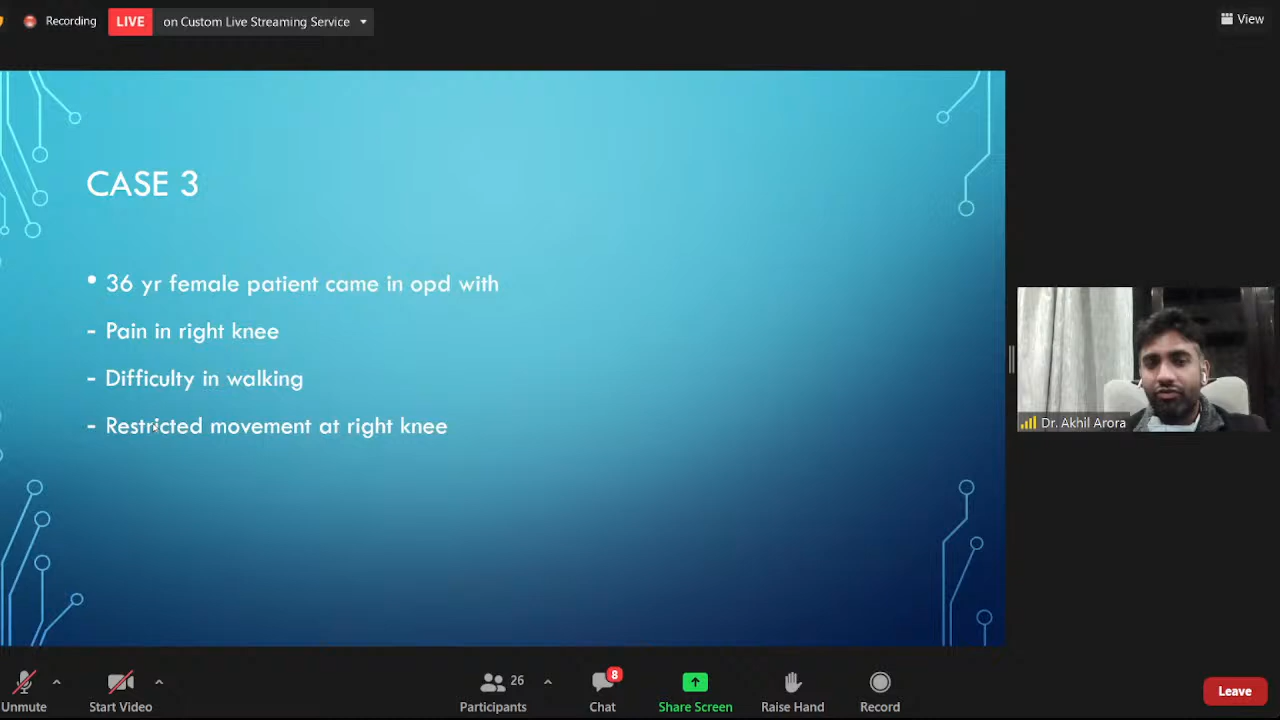 Recording
LIVE on Custom Live Streaming Service
View
CASE 3
• 36 yr female patient came in opd with
- Pain in right knee
- Difficulty in walking
- Restricted movement at right knee
Dr. Akhil Arora
Unmute
Start Video
26
Participants
8
Chat
Share Screen
Raise Hand
Record
Leave